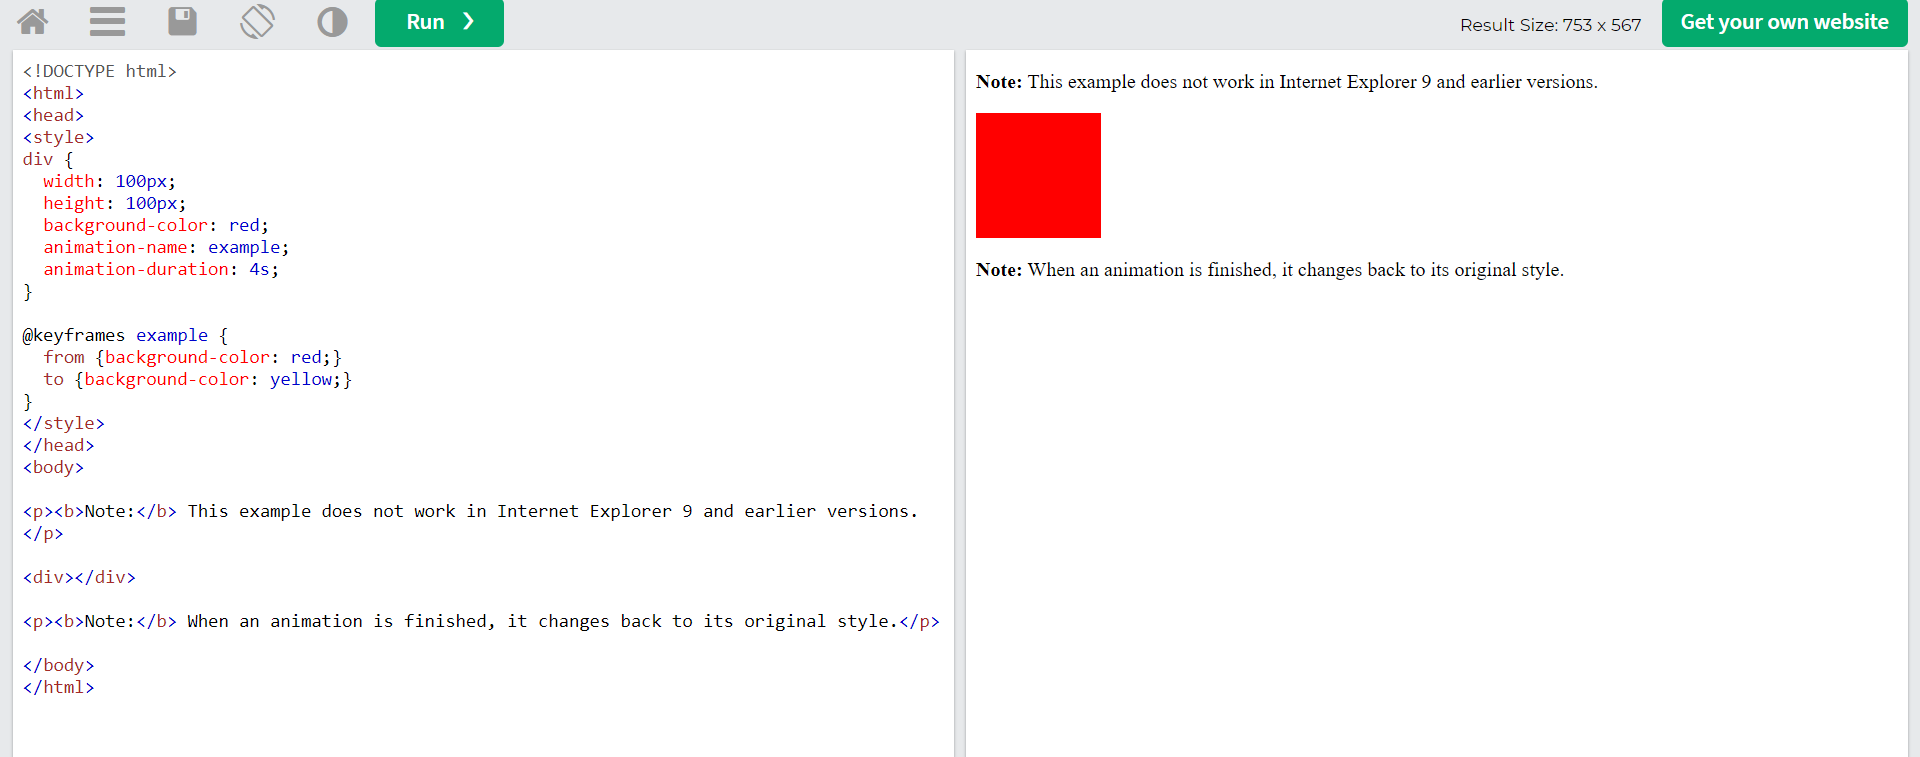 Run ❯
Result Size: 753 x 567
Get your own website
<!DOCTYPE html>
<html>
<head>
<style>
div {
  width: 100px;
  height: 100px;
  background-color: red;
  animation-name: example;
  animation-duration: 4s;
}

@keyframes example {
  from {background-color: red;}
  to {background-color: yellow;}
}
</style>
</head>
<body>

<p><b>Note:</b> This example does not work in Internet Explorer 9 and earlier versions.
</p>

<div></div>

<p><b>Note:</b> When an animation is finished, it changes back to its original style.</p>

</body>
</html>
Note: This example does not work in Internet Explorer 9 and earlier versions.
Note: When an animation is finished, it changes back to its original style.